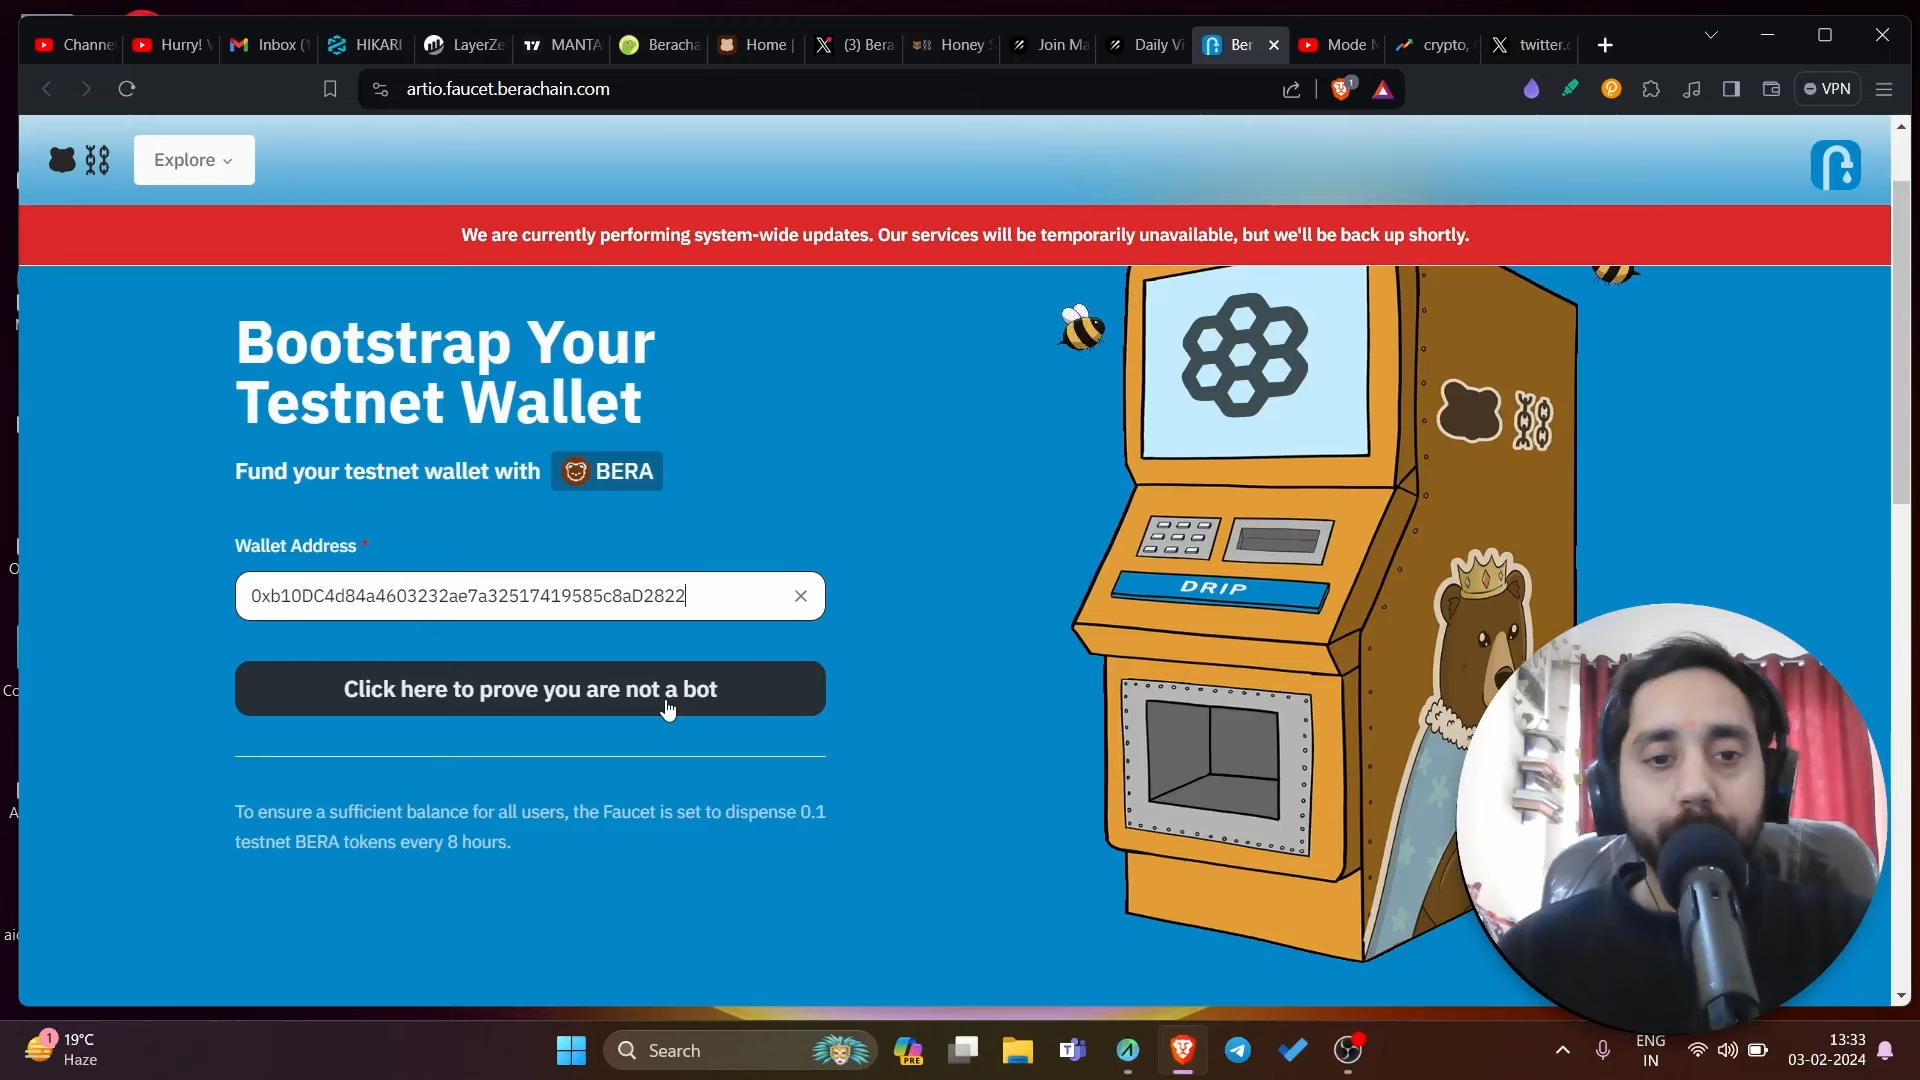 Channe
Hurry! V
Inbox (1
HIKARI
LayerZe
MANTA
Beracha
Home |
(3) Bera
Honey S
Join Ma
Daily Vi
Ber
Mode N
crypto,
twitter.c
artio.faucet.berachain.com
1
VPN
Explore
We are currently performing system-wide updates. Our services will be temporarily unavailable, but we'll be back up shortly.
Bootstrap Your
Testnet Wallet
Fund your testnet wallet with BERA
Wallet Address *
0xb10DC4d84a4603232ae7a32517419585c8aD2822
Click here to prove you are not a bot
To ensure a sufficient balance for all users, the Faucet is set to dispense 0.1
testnet BERA tokens every 8 hours.
DRIP
1
19°C
Haze
Search
PRE
ENG
IN
13:33
03-02-2024